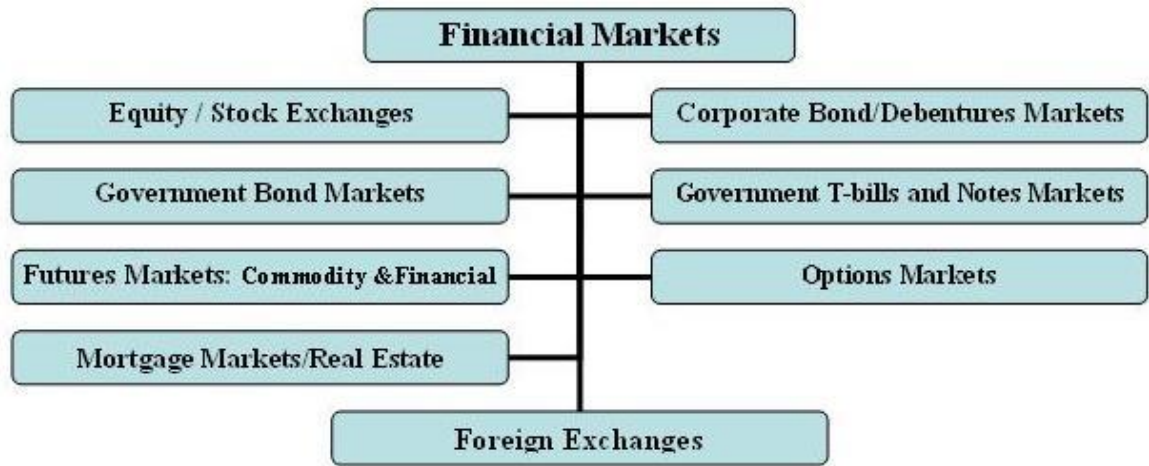 Financial Markets
Equity / Stock Exchanges
Corporate Bond/Debentures Markets
Government Bond Markets
Government T-bills and Notes Markets
Futures Markets: Commodity &Financial
Options Markets
Mortgage Markets/Real Estate
Foreign Exchanges